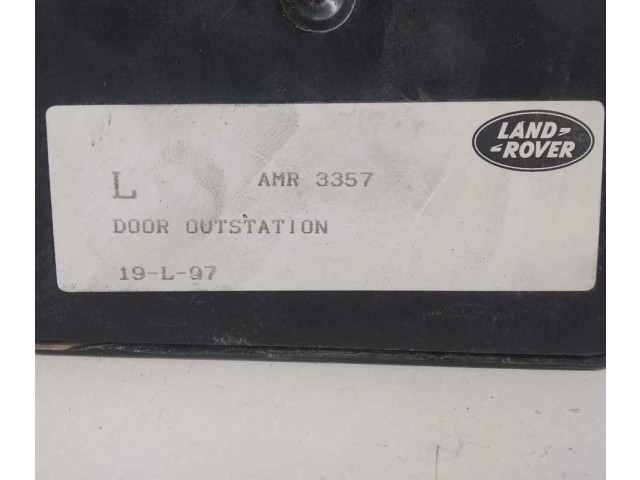 LAND-
-ROVER
L AMR 3357
DOOR OUTSTATION
19-L-97